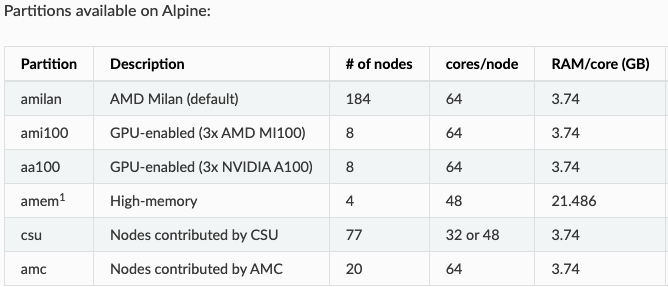 Partitions available on Alpine:
Partition Description # of nodes cores/node RAM/core (GB)
amilan AMD Milan (default) 184 64 3.74
ami100 GPU-enabled (3x AMD MI100) 8 64 3.74
aa100 GPU-enabled (3x NVIDIA A100) 8 64 3.74
amem¹ High-memory 4 48 21.486
csu Nodes contributed by CSU 77 32 or 48 3.74
amc Nodes contributed by AMC 20 64 3.74